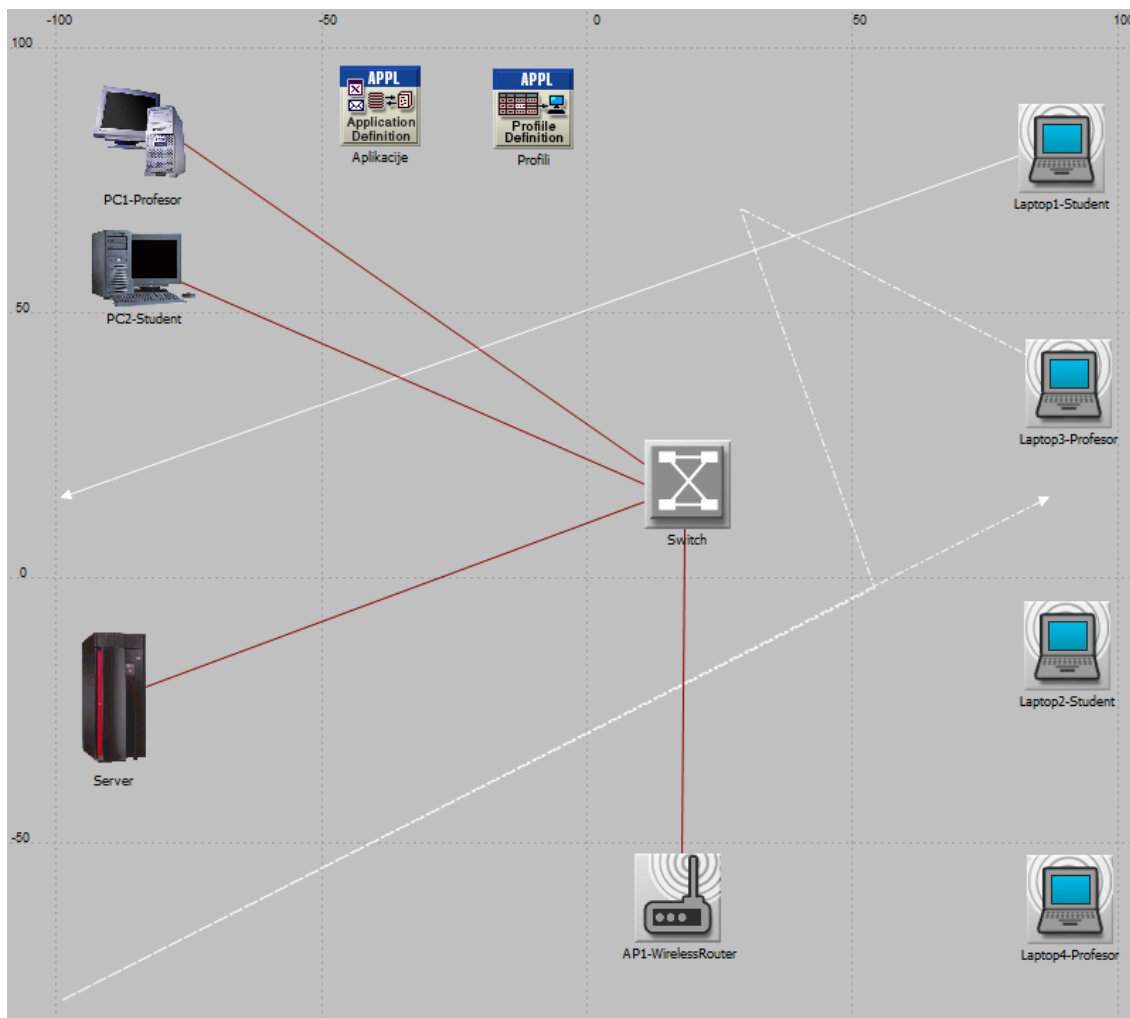 -100 -50 0 50 100
100
APPL
Application
Definition
Aplikacije
APPL
Profile
Definition
Profili
PC1-Profesor
Laptop1-Student
50
PC2-Student
Laptop3-Profesor
Switch
0
Laptop2-Student
Server
-50
AP1-WirelessRouter
Laptop4-Profesor